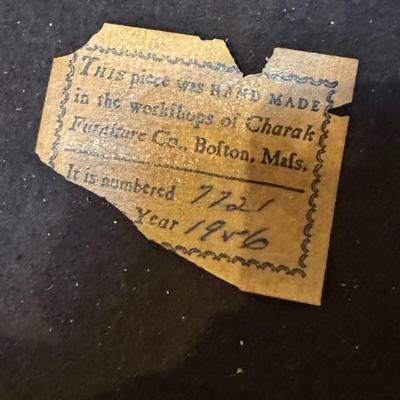 THIS piece was HAND MADE
in the workshops of Charak
Furniture Co., Boſton, Maſs.
It is numbered 7721
Year 1956